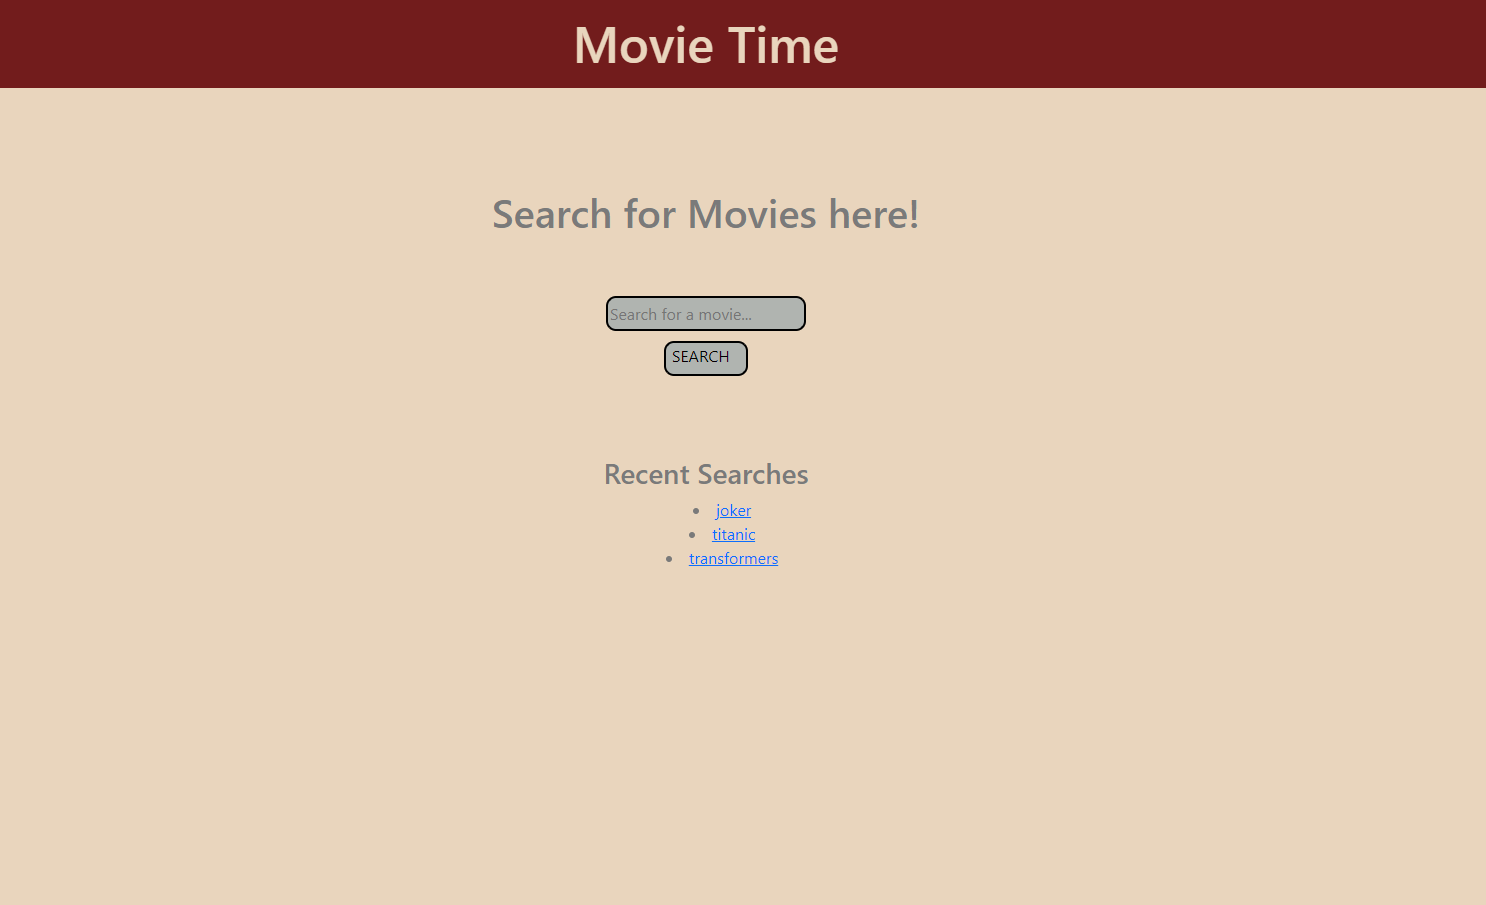 Movie Time
Search for Movies here!
Search for a movie...
SEARCH
Recent Searches
joker
titanic
transformers